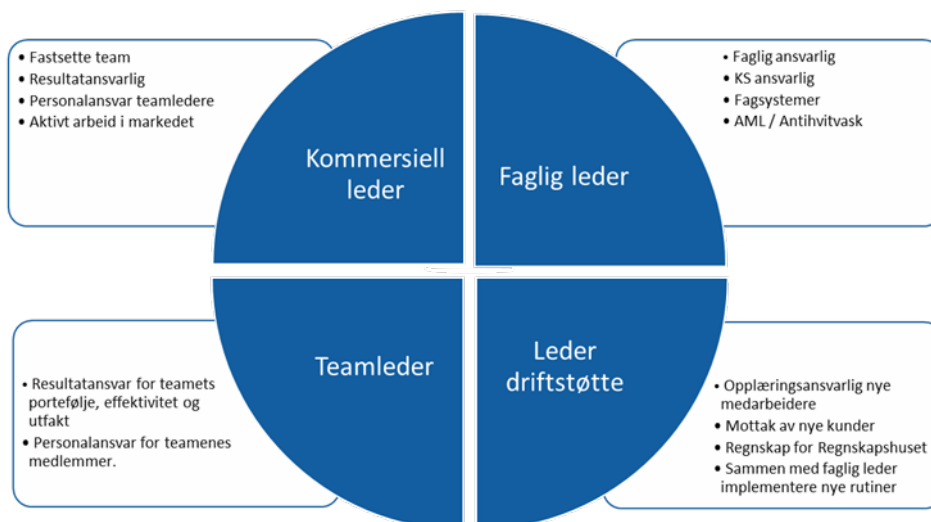 • Fastsette team
• Resultatansvarlig
• Personalansvar teamledere
• Aktivt arbeid i markedet
Kommersiell
leder
• Faglig ansvarlig
• KS ansvarlig
• Fagsystemer
• AML / Antihvitvask
Faglig leder
• Resultatansvar for teamets
portefølje, effektivitet og
utfakt
• Personalansvar for teamenes
medlemmer.
Teamleder
Leder
driftstøtte
• Opplæringsansvarlig nye
medarbeidere
• Mottak av nye kunder
• Regnskap for Regnskapshuset
• Sammen med faglig leder
implementere nye rutiner